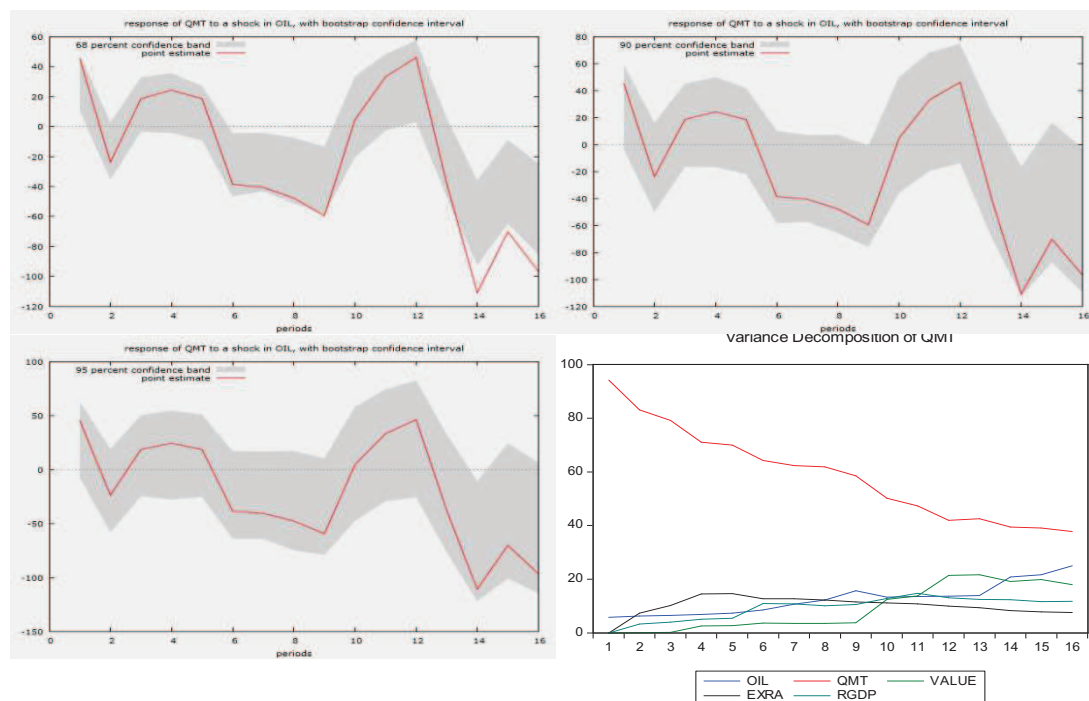 response of QMT to a shock in OIL, with bootstrap confidence interval
68 percent confidence band
point estimate
60
40
20
0
-20
-40
-60
-80
-100
-120
0 2 4 6 8 10 12 14 16
periods
response of QMT to a shock in OIL, with bootstrap confidence interval
90 percent confidence band
point estimate
80
60
40
20
0
-20
-40
-60
-80
-100
-120
0 2 4 6 8 10 12 14 16
periods
response of QMT to a shock in OIL, with bootstrap confidence interval
95 percent confidence band
point estimate
100
50
0
-50
-100
-150
0 2 4 6 8 10 12 14 16
periods
Variance Decomposition of QMT
100
80
60
40
20
0
1 2 3 4 5 6 7 8 9 10 11 12 13 14 15 16
OIL QMT VALUE
EXRA RGDP